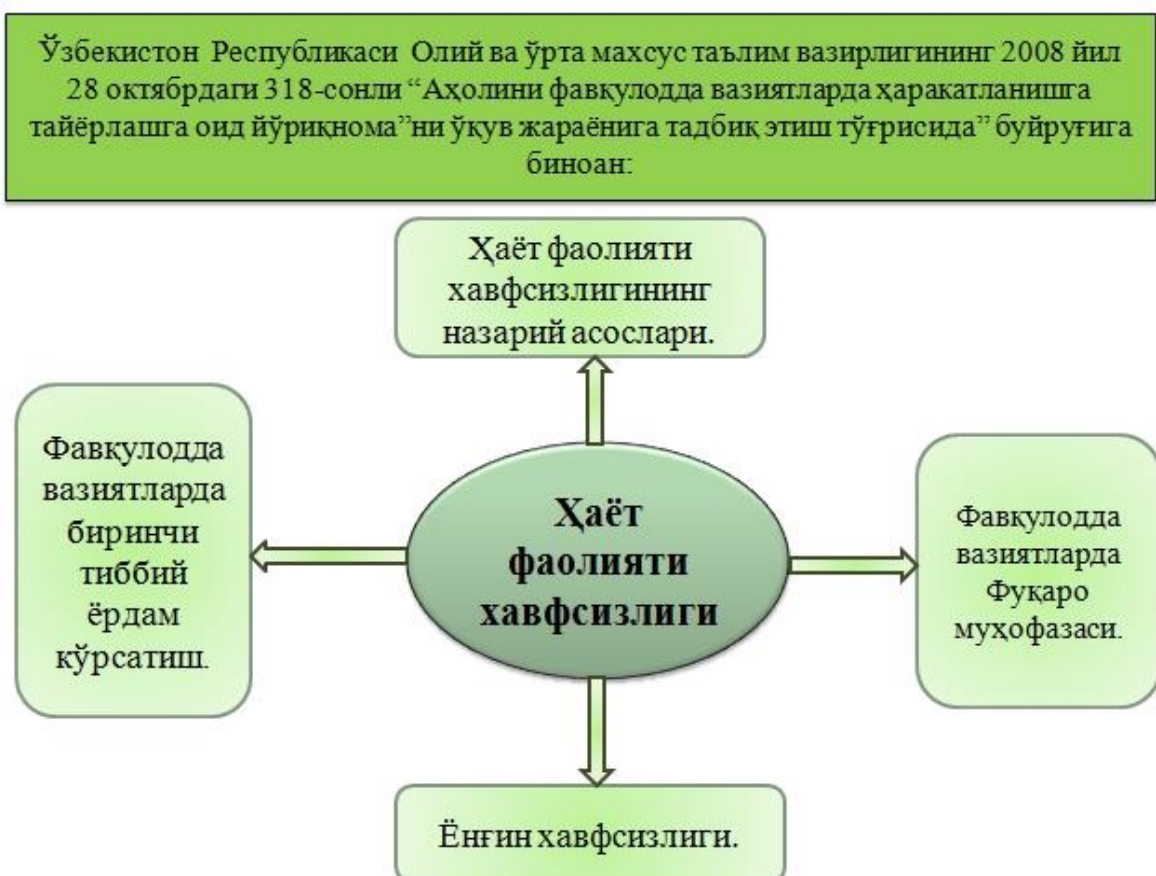 Ўзбекистон Республикаси Олий ва ўрта махсус таълим вазирлигининг 2008 йил
28 октябрдаги 318-сонли “Аҳолини фавқулодда вазиятларда ҳаракатланишга
тайёрлашга оид йўриқнома”ни ўқув жараёнига тадбиқ этиш тўғрисида” буйруғига
биноан:
Ҳаёт фаолияти
хавфсизлигининг
назарий асослари.
Фавқулодда
вазиятларда
биринчи
тиббий
ёрдам
кўрсатиш.
Ҳаёт
фаолияти
хавфсизлиги
Фавқулодда
вазиятларда
Фуқаро
муҳофазаси.
Ёнғин хавфсизлиги.